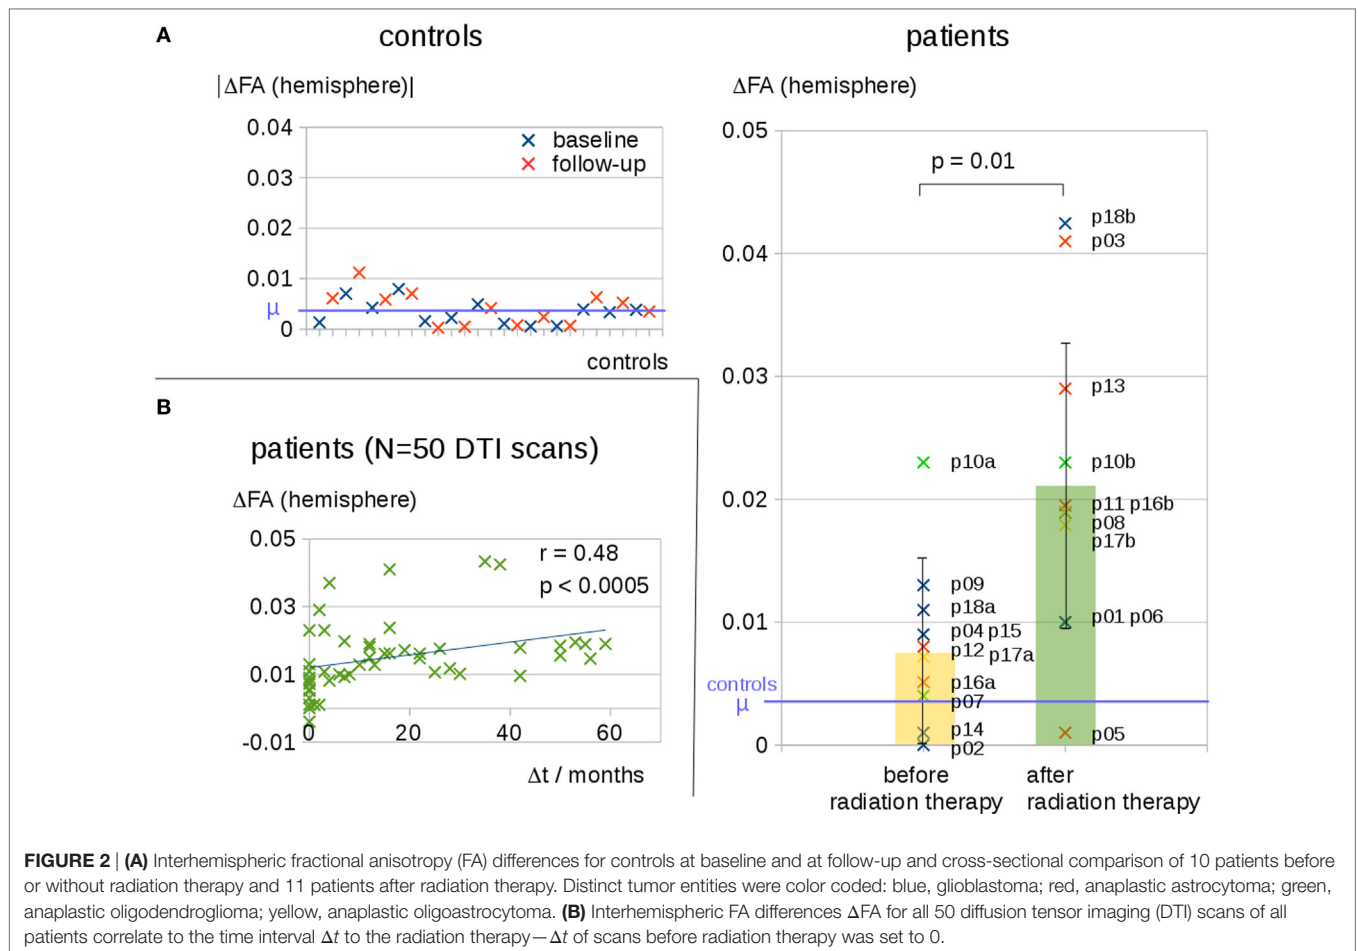 A
controls
|ΔFA (hemisphere)|
0.04
0.03
0.02
0.01
μ
0
baseline
follow-up
controls
patients
ΔFA (hemisphere)
0.05
0.04
0.03
0.02
0.01
0
p = 0.01
p18b
p03
p13
p10a
p10b
p11 p16b
p08
p17b
p09
p18a
p04 p15
p12
p17a
p01 p06
p16a
controls
μ
p07
p14
p02
p05
before
radiation therapy
after
radiation therapy
B
patients (N=50 DTI scans)
ΔFA (hemisphere)
0.05
0.03
0.01
-0.01
r = 0.48
p < 0.0005
0
20
40
60
Δt / months
FIGURE 2 | (A) Interhemispheric fractional anisotropy (FA) differences for controls at baseline and at follow-up and cross-sectional comparison of 10 patients before
or without radiation therapy and 11 patients after radiation therapy. Distinct tumor entities were color coded: blue, glioblastoma; red, anaplastic astrocytoma; green,
anaplastic oligodendroglioma; yellow, anaplastic oligoastrocytoma. (B) Interhemispheric FA differences ΔFA for all 50 diffusion tensor imaging (DTI) scans of all
patients correlate to the time interval Δt to the radiation therapy—Δt of scans before radiation therapy was set to 0.